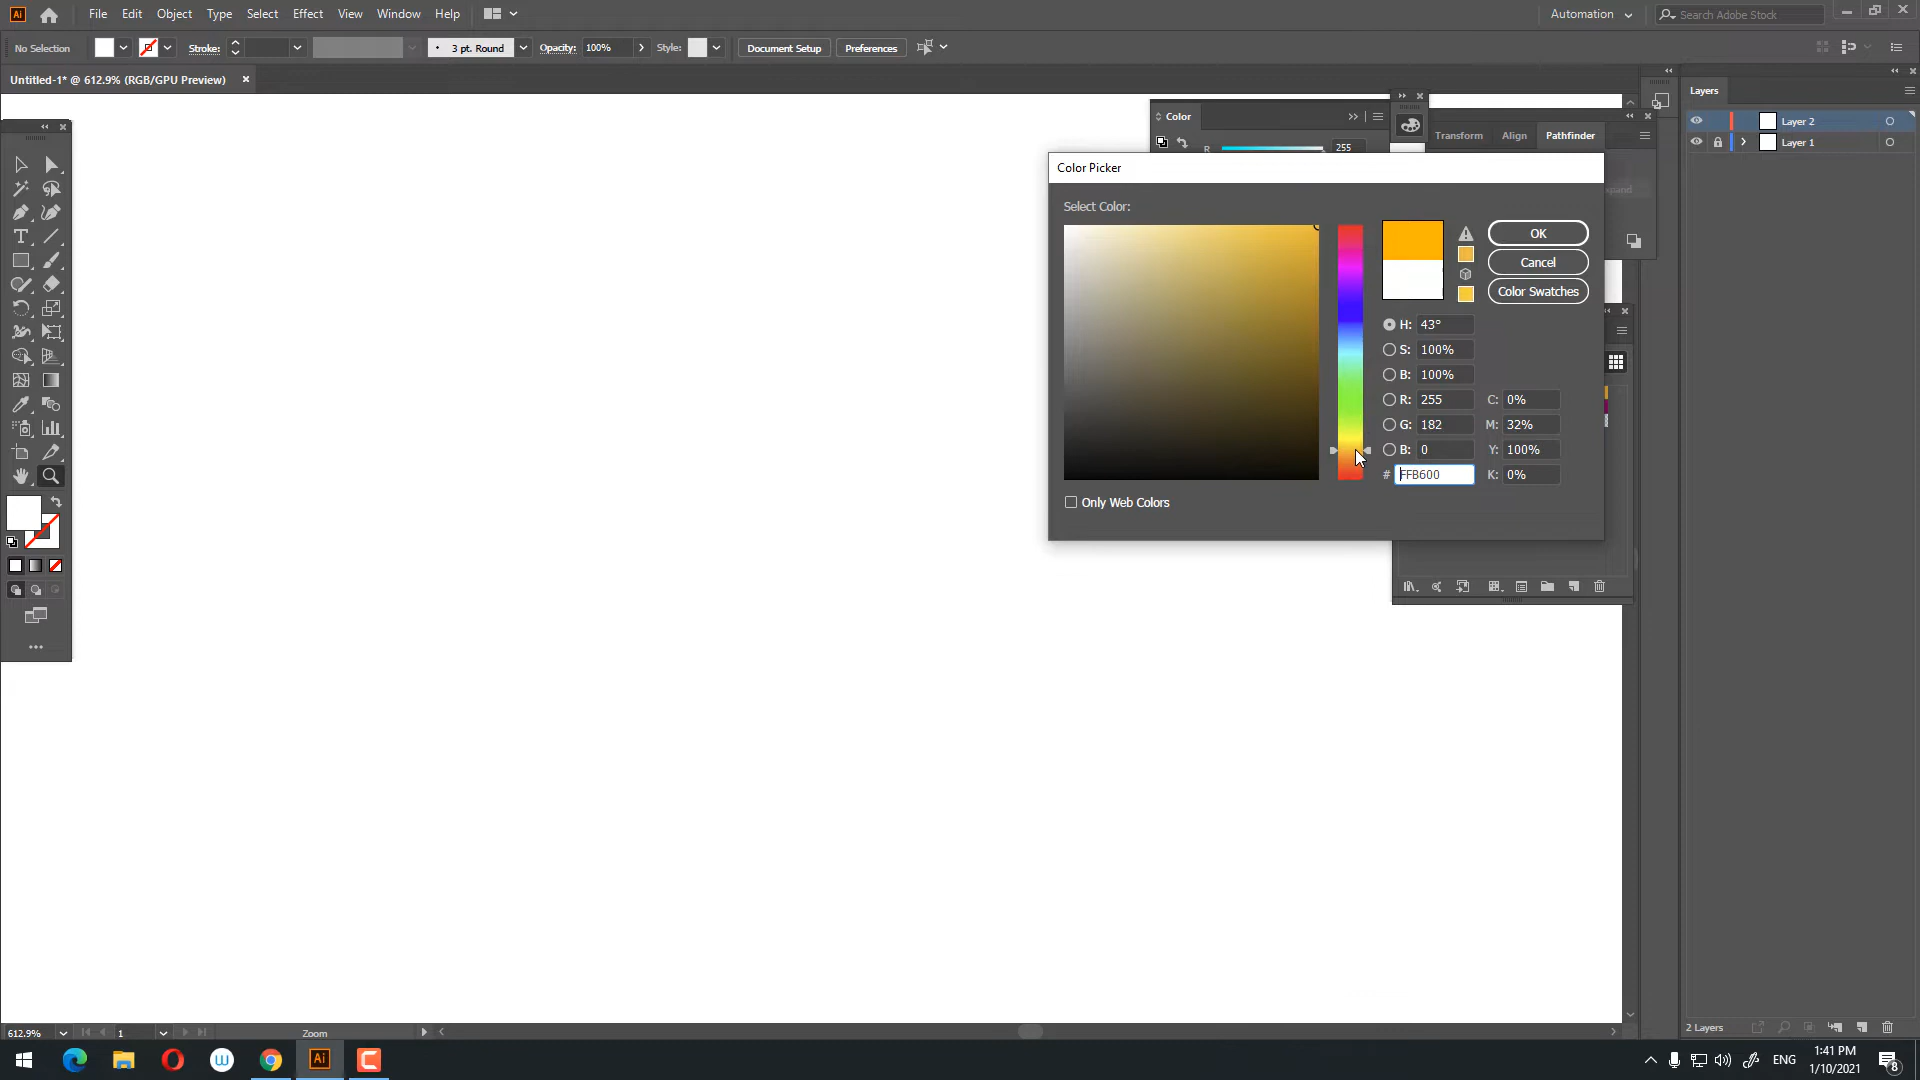 Ai File Edit Object Type Select Effect View Window Help Automation Search Adobe Stock
No Selection Stroke: 3 pt. Round Opacity: 100% Style: Document Setup Preferences
Untitled-1* @ 612.9% (RGB/GPU Preview)
Layers
Color
Transform Align Pathfinder
Layer 2
Layer 1
R 255
Color Picker
Select Color:
OK
Cancel
Color Swatches
H: 43°
S: 100%
B: 100%
R: 255 C: 0%
G: 182 M: 32%
B: 0 Y: 100%
# FFB600 K: 0%
Only Web Colors
612.9% 1 Zoom
2 Layers
ENG
1:41 PM
1/10/2021
8